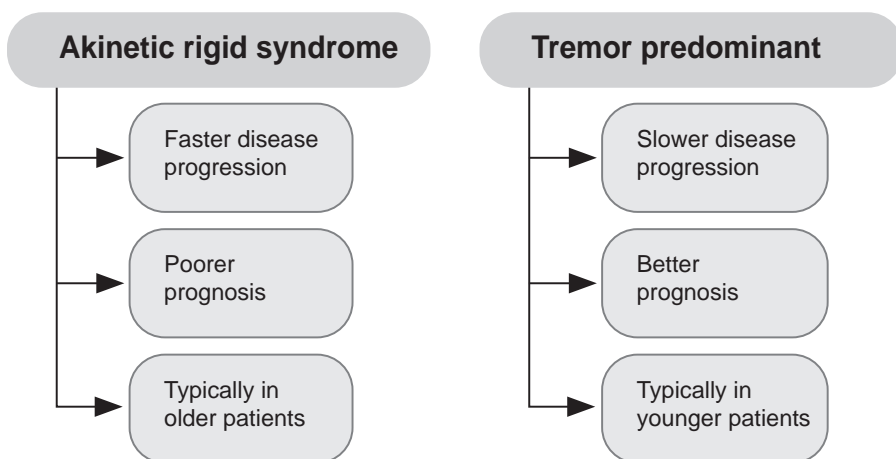 Akinetic rigid syndrome
Faster disease
progression
Poorer
prognosis
Typically in
older patients
Tremor predominant
Slower disease
progression
Better
prognosis
Typically in
younger patients